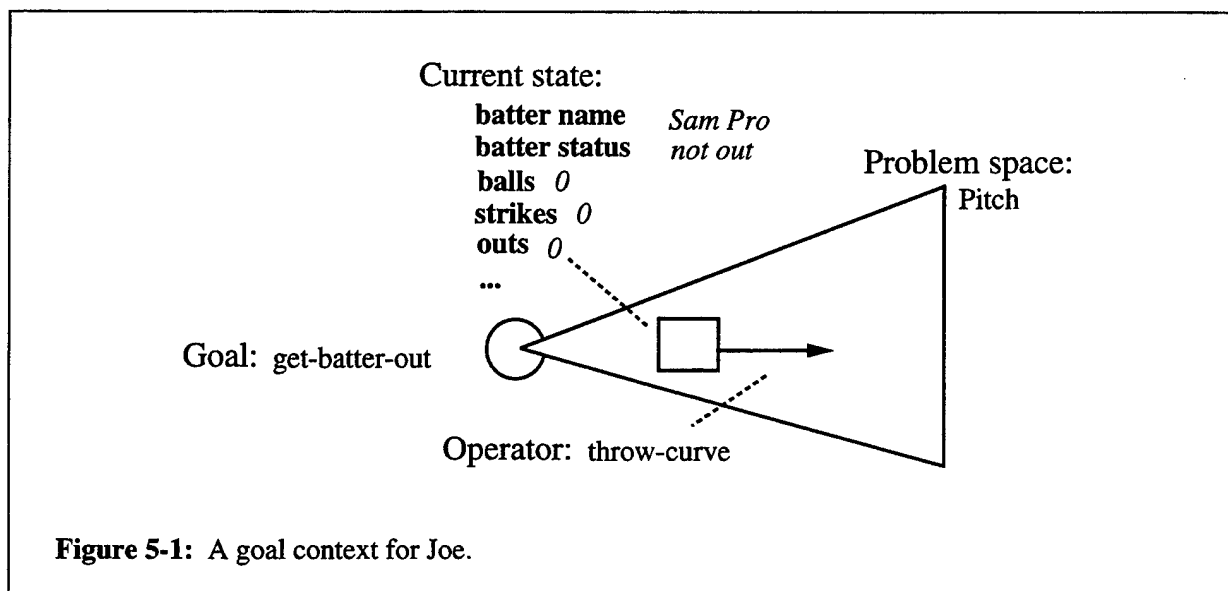 Current state:
batter name Sam Pro
batter status not out
balls 0
strikes 0
outs 0
...
Problem space:
Pitch
Goal: get-batter-out
Operator: throw-curve
Figure 5-1: A goal context for Joe.